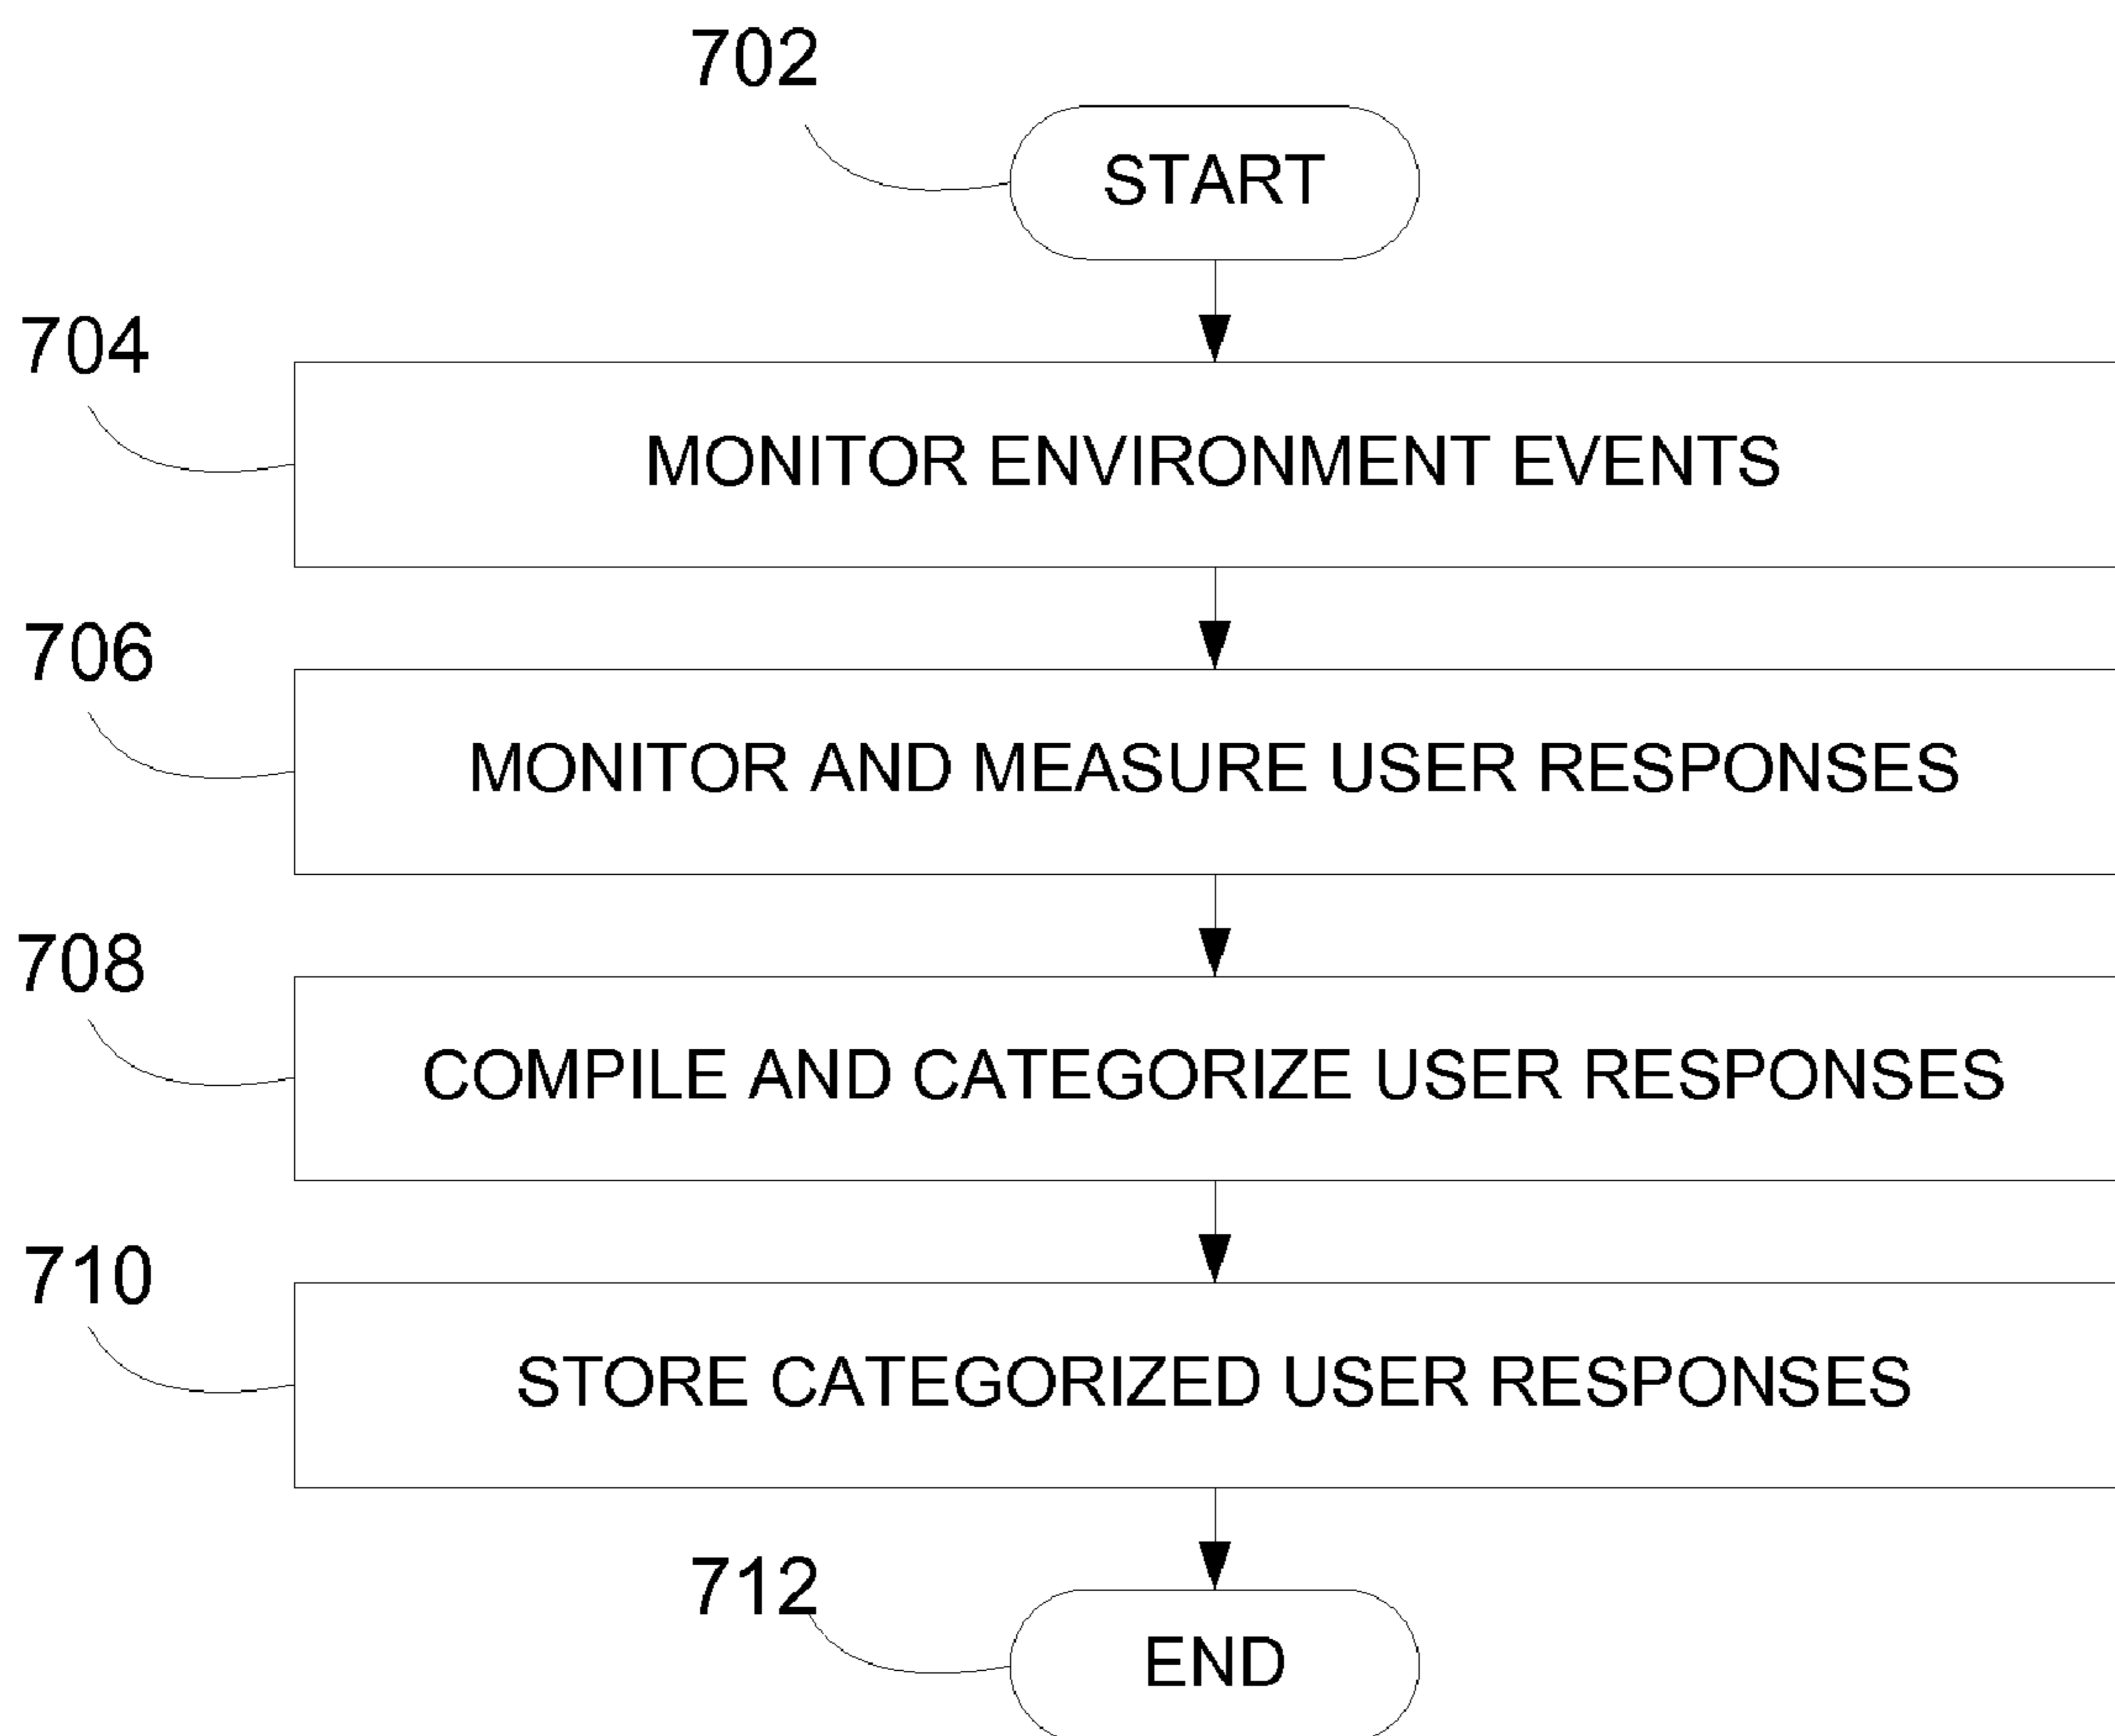 702
START
704
MONITOR ENVIRONMENT EVENTS
706
MONITOR AND MEASURE USER RESPONSES
708
COMPILE AND CATEGORIZE USER RESPONSES
710
STORE CATEGORIZED USER RESPONSES
712
END